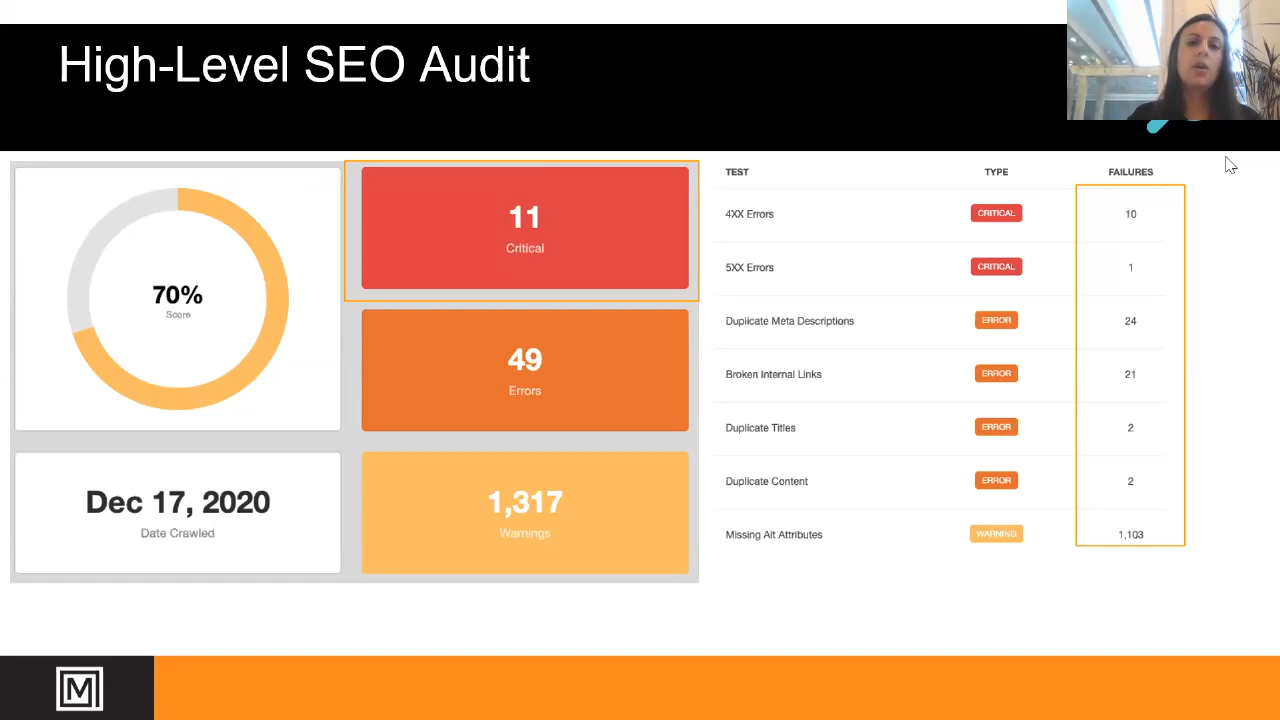 High-Level SEO Audit
70%
Score
11
Critical
49
Errors
Dec 17, 2020
Date Crawled
1,317
Warnings
TEST TYPE FAILURES
4XX Errors CRITICAL 10
5XX Errors CRITICAL 1
Duplicate Meta Descriptions ERROR 24
Broken Internal Links ERROR 21
Duplicate Titles ERROR 2
Duplicate Content ERROR 2
Missing Alt Attributes WARNING 1,103
M